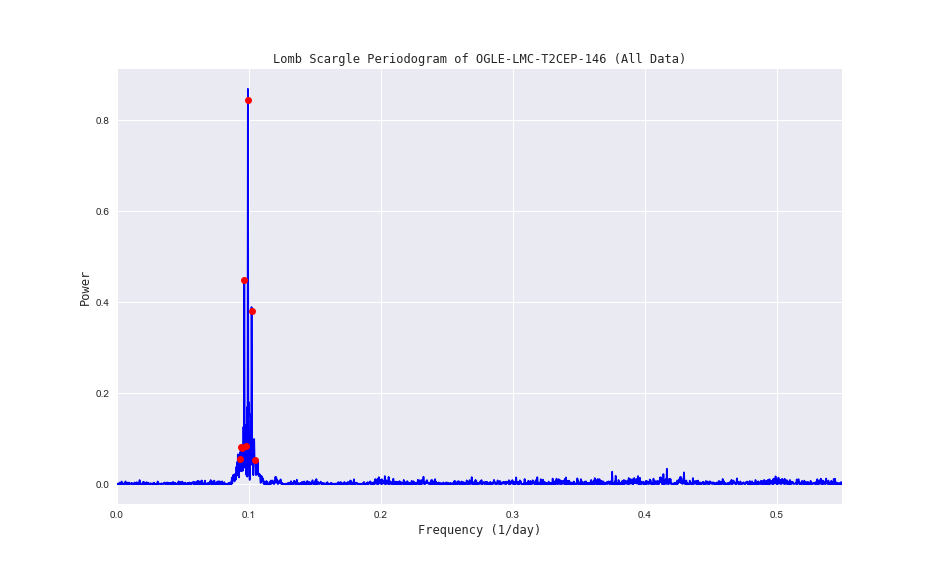 Lomb Scargle Periodogram of OGLE-LMC-T2CEP-146 (All Data)
0.8
0.6
0.4
0.2
0.0
Power
0.0 0.1 0.2 0.3 0.4 0.5
Frequency (1/day)